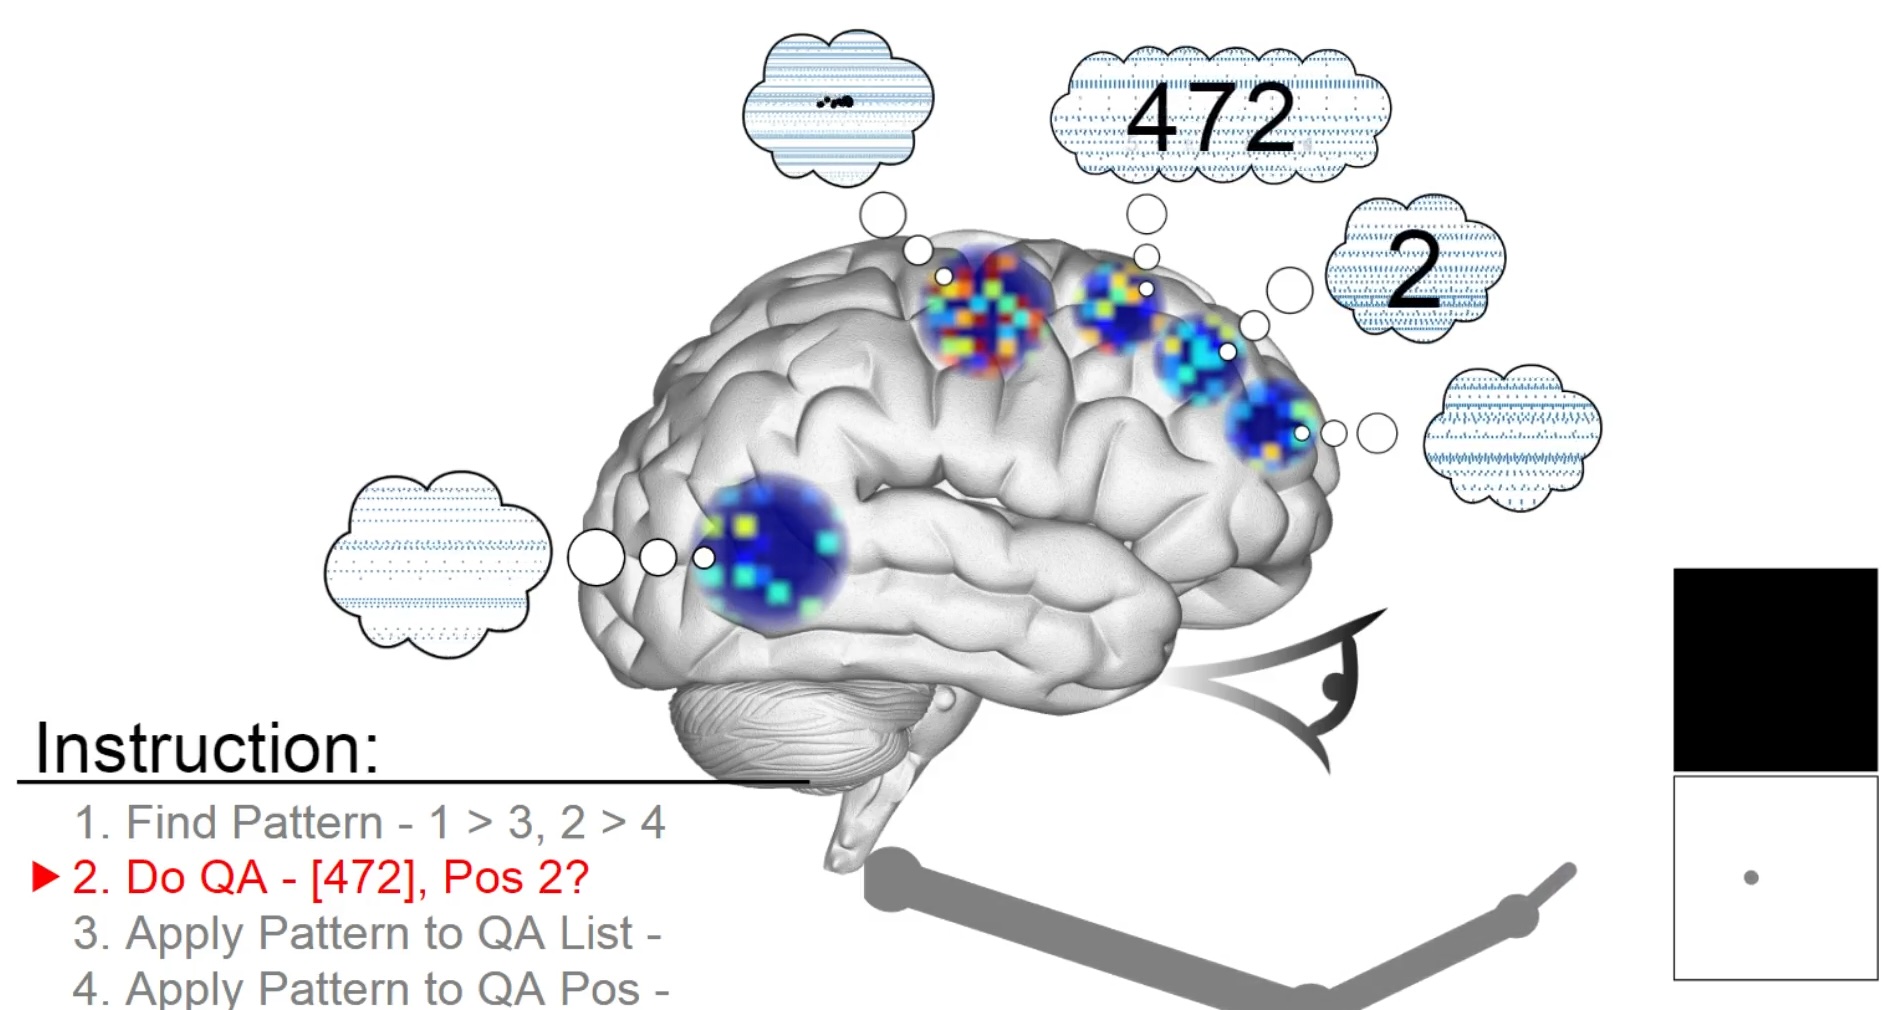 472
2
Instruction:
1. Find Pattern - 1 > 3, 2 > 4
2. Do QA - [472], Pos 2?
3. Apply Pattern to QA List -
4. Apply Pattern to QA Pos -